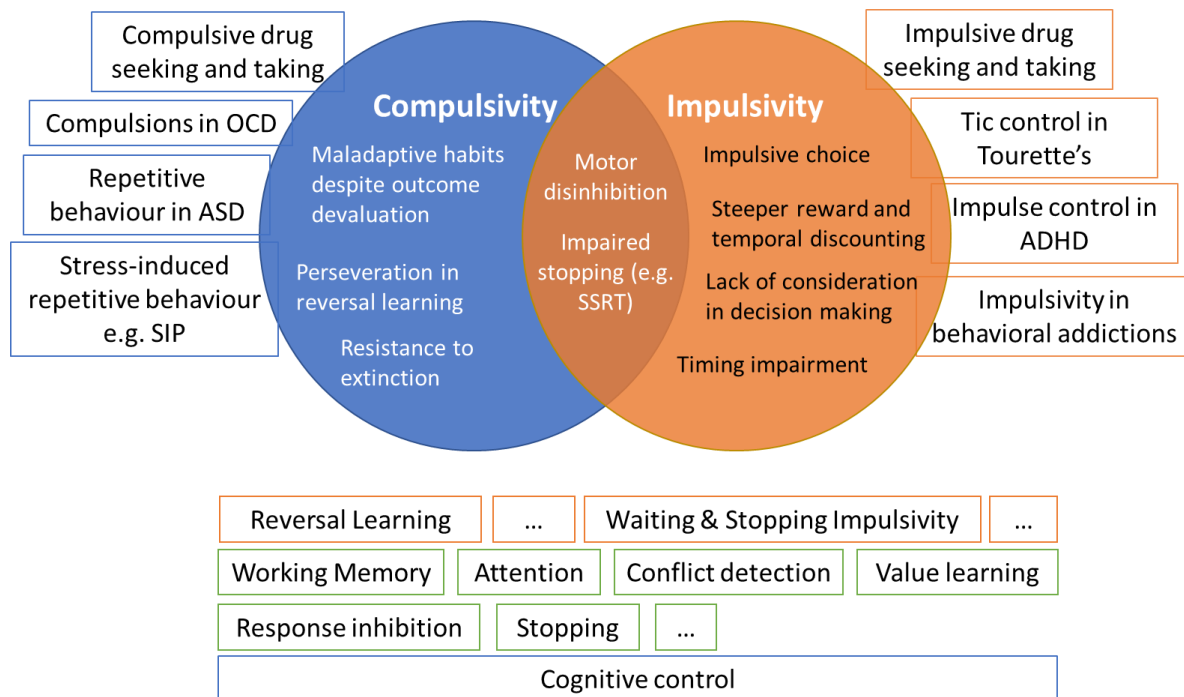 Compulsive drug
seeking and taking
Compulsions in OCD
Repetitive
behaviour in ASD
Stress-induced
repetitive behaviour
e.g. SIP
Compulsivity
Maladaptive habits
despite outcome
devaluation
Perseveration in
reversal learning
Resistance to
extinction
Motor
disinhibition
Impaired
stopping (e.g.
SSRT)
Impulsivity
Impulsive choice
Steeper reward and
temporal discounting
Lack of consideration
in decision making
Timing impairment
Impulsive drug
seeking and taking
Tic control in
Tourette's
Impulse control in
ADHD
Impulsivity in
behavioral addictions
Reversal Learning
...
Waiting & Stopping Impulsivity
...
Working Memory
Attention
Conflict detection
Value learning
Response inhibition
Stopping
...
Cognitive control